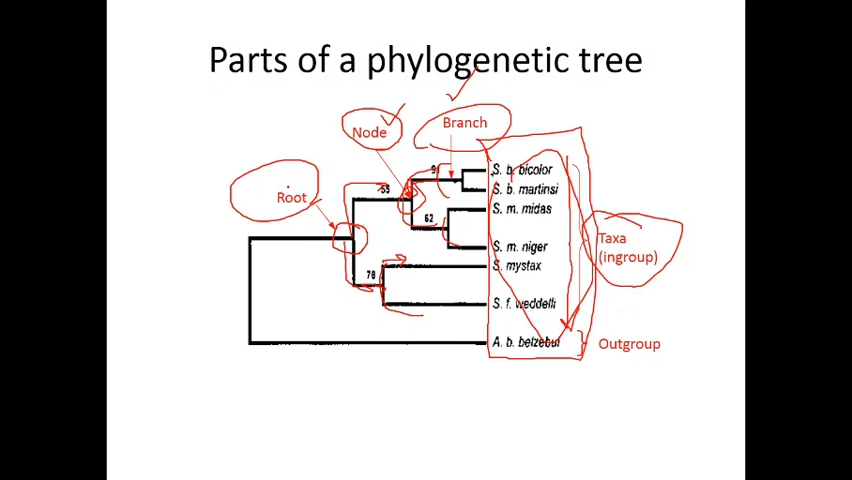 Parts of a phylogenetic tree
Branch
Node
91
S. b. bicolor
S. b. martinsi
55
Root
S. m. midas
62
Taxa
(ingroup)
S. m. niger
S. mystax
76
S. f. weddelli
A. b. belzebul
Outgroup